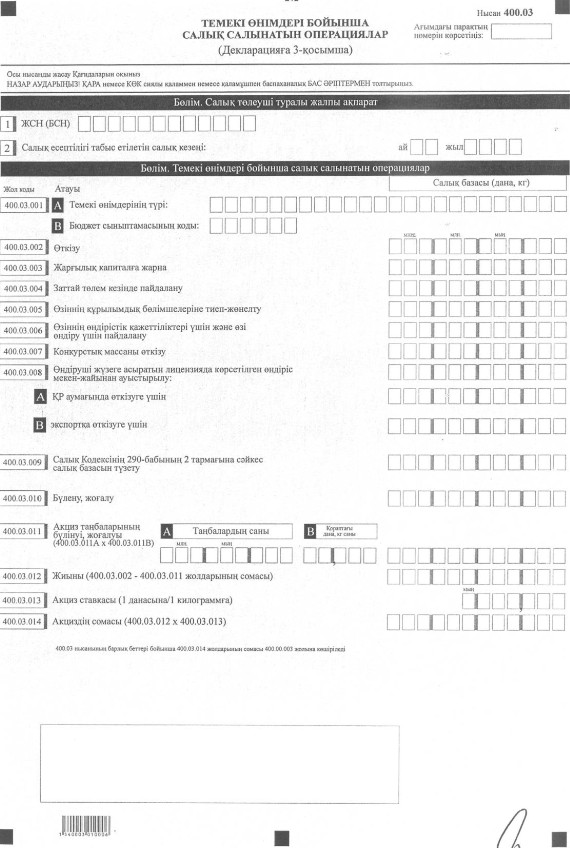 Нысан 400.03
ТЕМЕКІ ӨНІМДЕРІ БОЙЫНША
САЛЫҚ САЛЫНАТЫН ОПЕРАЦИЯЛАР
(Декларацияға 3-қосымша)
Ағымдағы парақтың
нөмерін көрсетіңіз:
Осы нысанды жасау Қағидаларын оқыңыз
НАЗАР АУДАРЫҢЫЗ! ҚАРА немесе КӨК сиялы қаламмен немесе қаламұшпен баспаханалық БАС ӘРІПТЕРМЕН толтырыңыз.
Бөлім. Салық төлеуші туралы жалпы ақпарат
1 ЖСН (БСН)
2 Салық есептілігі табыс етілетін салық кезеңі: ай жыл
Бөлім. Темекі өнімдері бойынша салық салынатын операциялар
Жол коды Атауы Салық базасы (дана, кг)
400.03.001 A Темекі өнімдерінің түрі:
B Бюджет сыныптамасының коды:
млрд. млн. мың.
400.03.002 Өткізу
400.03.003 Жарғылық капиталға жарна
400.03.004 Заттай төлем кезінде пайдалану
400.03.005 Өзіннің құрылымдық бөлімшелеріне тиеп-жөнелту
400.03.006 Өзіннің өндірістік қажеттіліктері үшін және өзі
өндіру үшін пайдалану
400.03.007 Конкурстық массаны өткізу
400.03.008 Өндіруші жүзеге асыратын лицензияда көрсетілген өндіріс
мекен-жайынан ауыстырылу:
A ҚР аумағында өткізуге үшін
B экспортқа өткізуге үшін
400.03.009 Салық Кодексінің 290-бабының 2 тармағына сәйкес
салық базасын түзету
400.03.010 Бүлену, жоғалу
400.03.011 Акциз таңбаларының
бүлінуі, жоғалуы
(400.03.011A х 400.03.011B)
A Таңбалардың саны
B Қораптағы
дана, кг саны
млн. мың.
400.03.012 Жиыны (400.03.002 - 400.03.011 жолдарының сомасы)
400.03.013 Акциз ставкасы (1 данасына/1 килограммға)
мың.
400.03.014 Акциздің сомасы (400.03.012 х 400.03.013)
400.03 нысанының барлық беттері бойынша 400.03.014 жолдарының сомасы 400.00.003 жолына көшіріледі